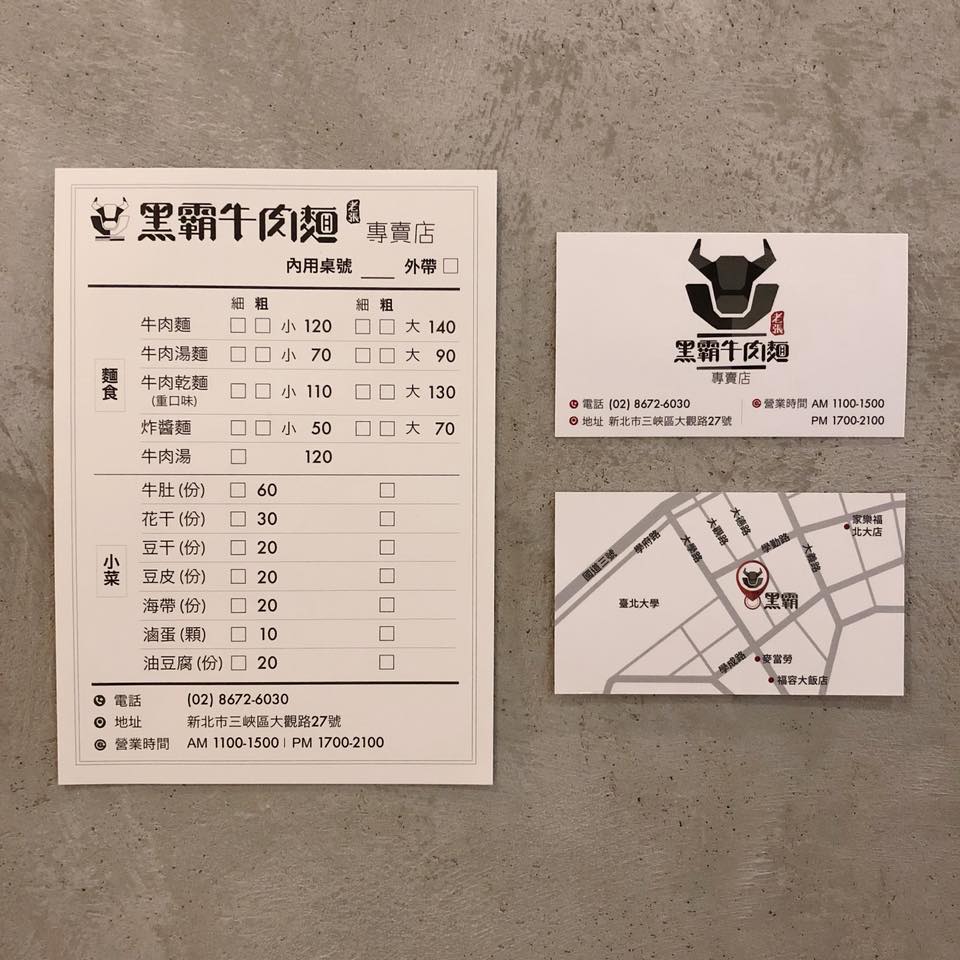 黑霸牛肉麵 老張 專賣店
內用桌號 ____ 外帶 □
細 粗 細 粗
麵食
牛肉麵 □ □ 小 120 □ □ 大 140
牛肉湯麵 □ □ 小 70 □ □ 大 90
牛肉乾麵 □ □ 小 110 □ □ 大 130
(重口味)
炸醬麵 □ □ 小 50 □ □ 大 70
牛肉湯 □ 120
小菜
牛肚(份) □ 60 □
花干(份) □ 30 □
豆干(份) □ 20 □
豆皮(份) □ 20 □
海帶(份) □ 20 □
滷蛋(顆) □ 10 □
油豆腐(份) □ 20 □
電話 (02) 8672-6030
地址 新北市三峽區大觀路27號
營業時間 AM 1100-1500 | PM 1700-2100
老張
黑霸牛肉麵
專賣店
電話 (02) 8672-6030
地址 新北市三峽區大觀路27號
營業時間 AM 1100-1500
PM 1700-2100
國道三號
學府路
大學路
大觀路
大德路
學勤路
大義路
家樂福
北大店
臺北大學
黑霸
學成路
麥當勞
福容大飯店